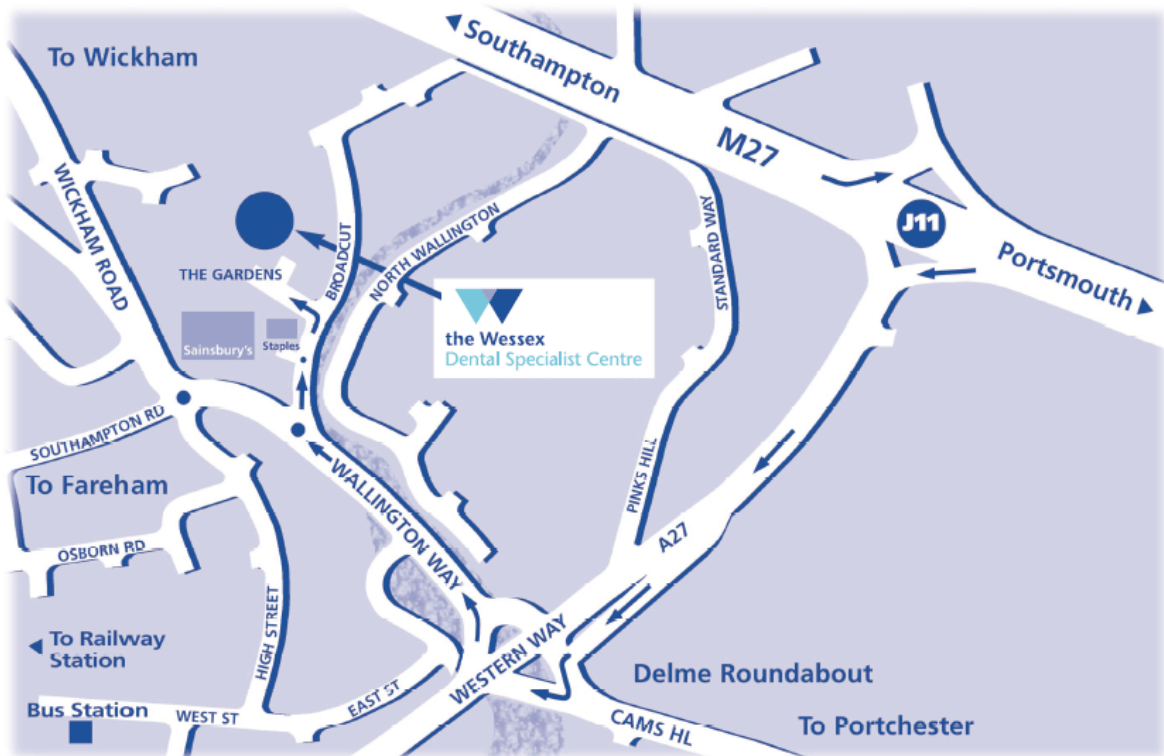 To Wickham
Southampton
M27
J11
Portsmouth
WICKHAM ROAD
BROADCUT
NORTH WALLINGTON
STANDARD WAY
THE GARDENS
Sainsbury's
Staples
the Wessex
Dental Specialist Centre
SOUTHAMPTON RD
To Fareham
WALLINGTON WAY
PINKS HILL
A27
OSBORN RD
HIGH STREET
To Railway
Station
WESTERN WAY
Delme Roundabout
Bus Station
WEST ST
EAST ST
CAMS HL
To Portchester